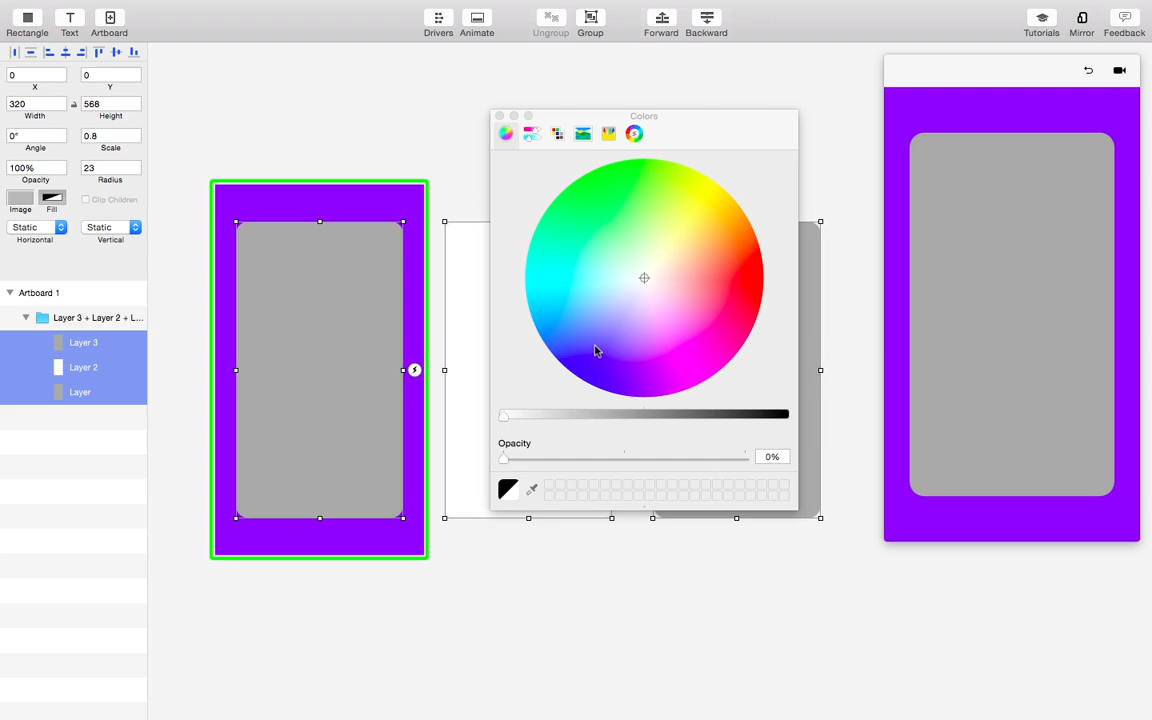 Rectangle Text Artboard Drivers Animate Ungroup Group Forward Backward Tutorials Mirror Feedback
0 0
X Y
320 568
Width Height
0° 0.8
Angle Scale
100% 23
Opacity Radius
Clip Children
Image Fill
Static Static
Horizontal Vertical
Artboard 1
Layer 3 + Layer 2 + L...
Layer 3
Layer 2
Layer
Colors
Opacity
0%